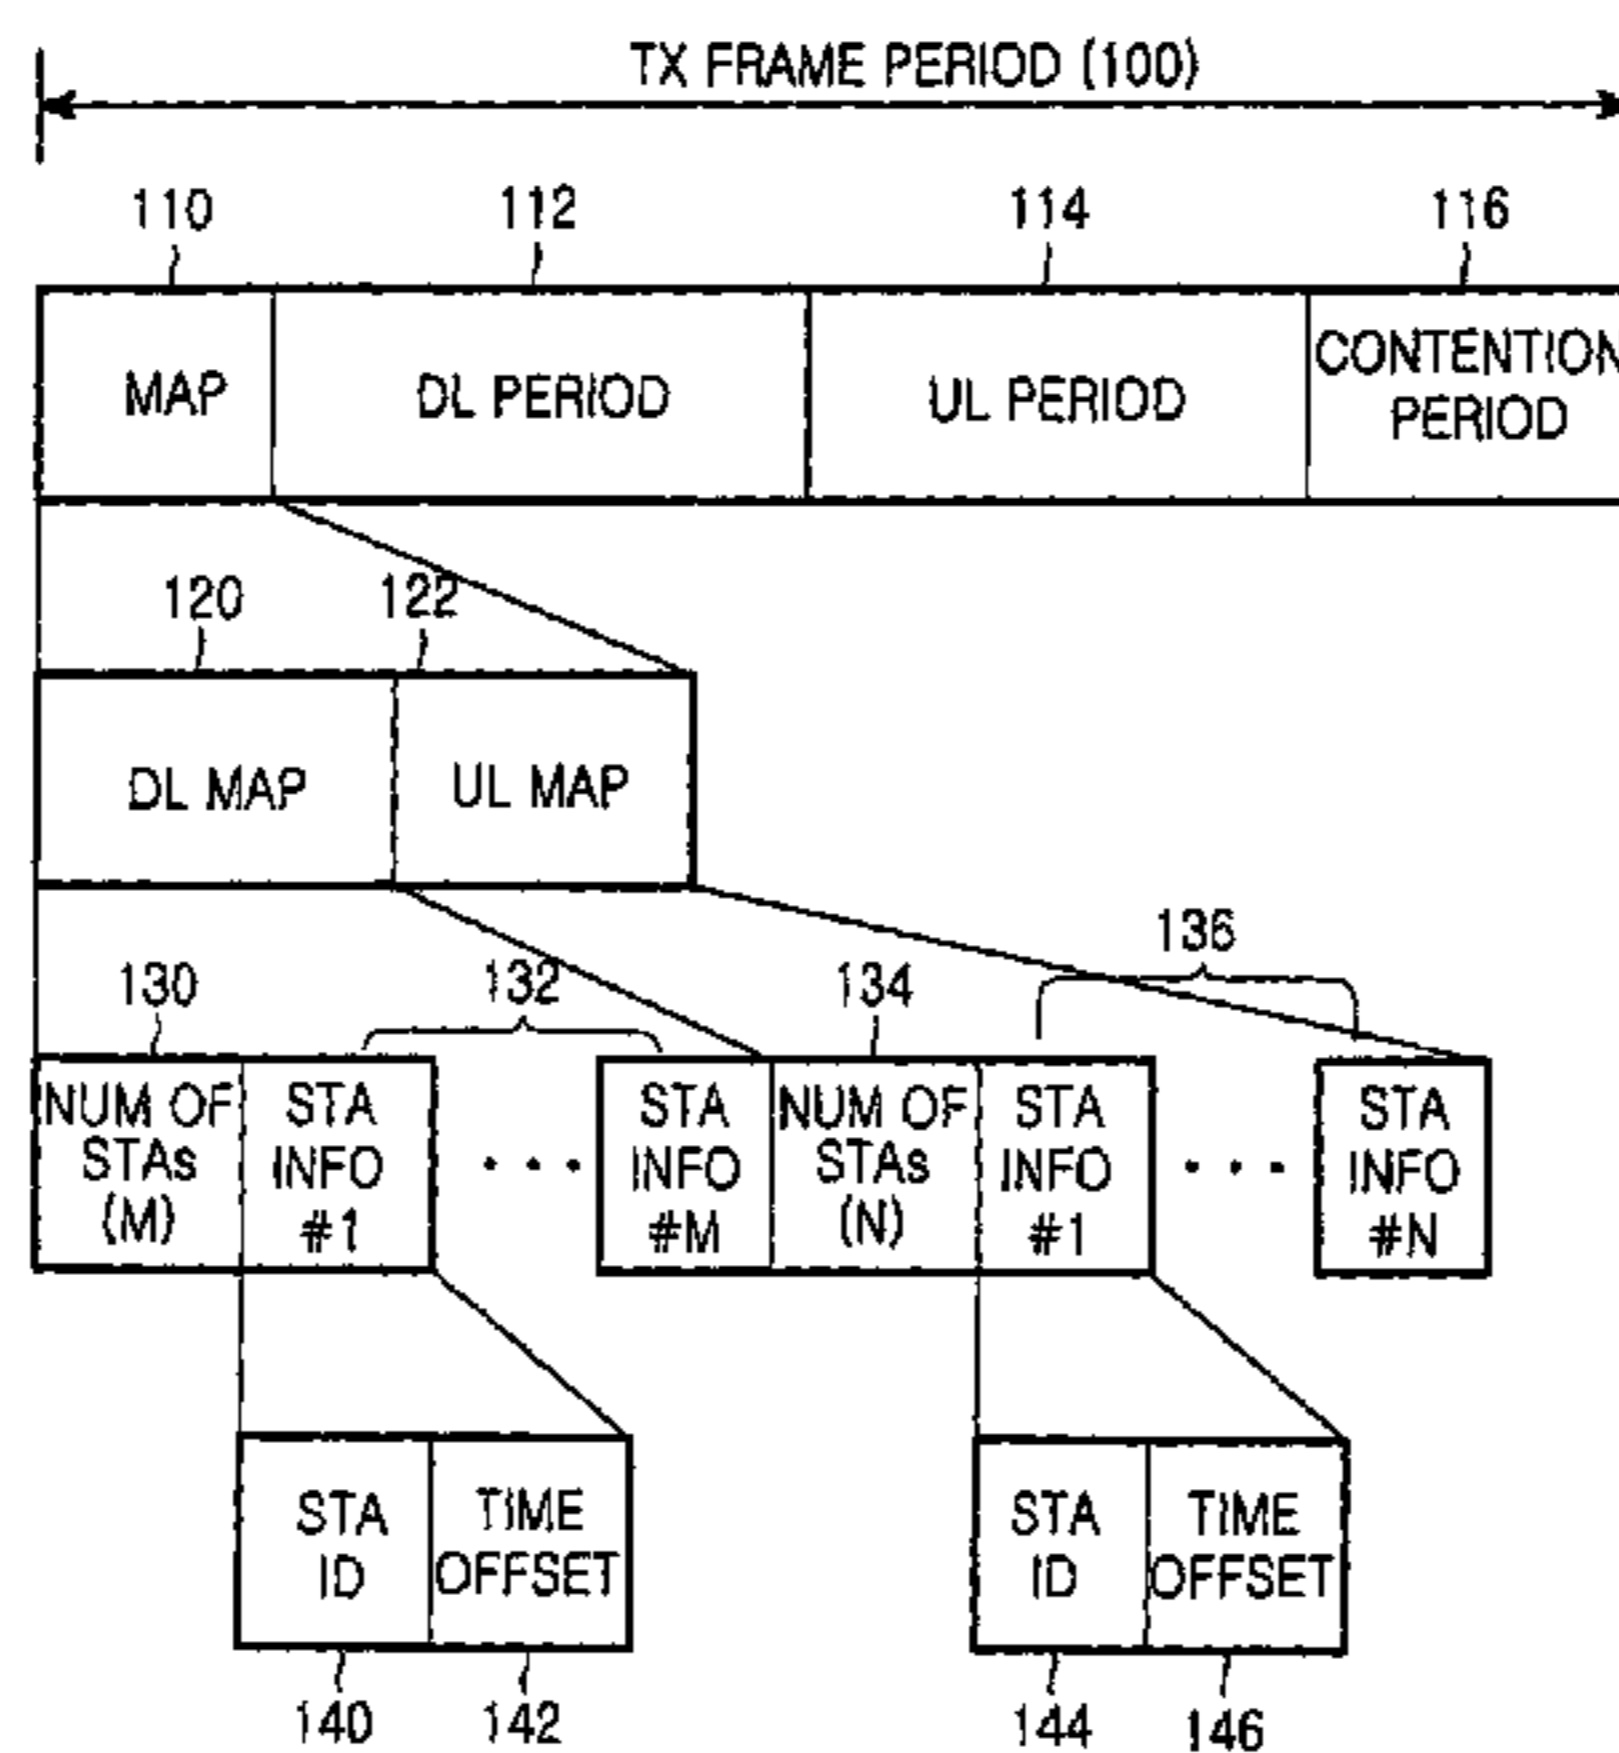 TX FRAME PERIOD (100)
110 112 114 116
MAP DL PERIOD UL PERIOD CONTENTION PERIOD
120 122
DL MAP UL MAP
136
130 132 134
NUM OF STAs (M) STA INFO #1 ... STA INFO #M NUM OF STAs (N) STA INFO #1 ... STA INFO #N
STA ID TIME OFFSET STA ID TIME OFFSET
140 142 144 146